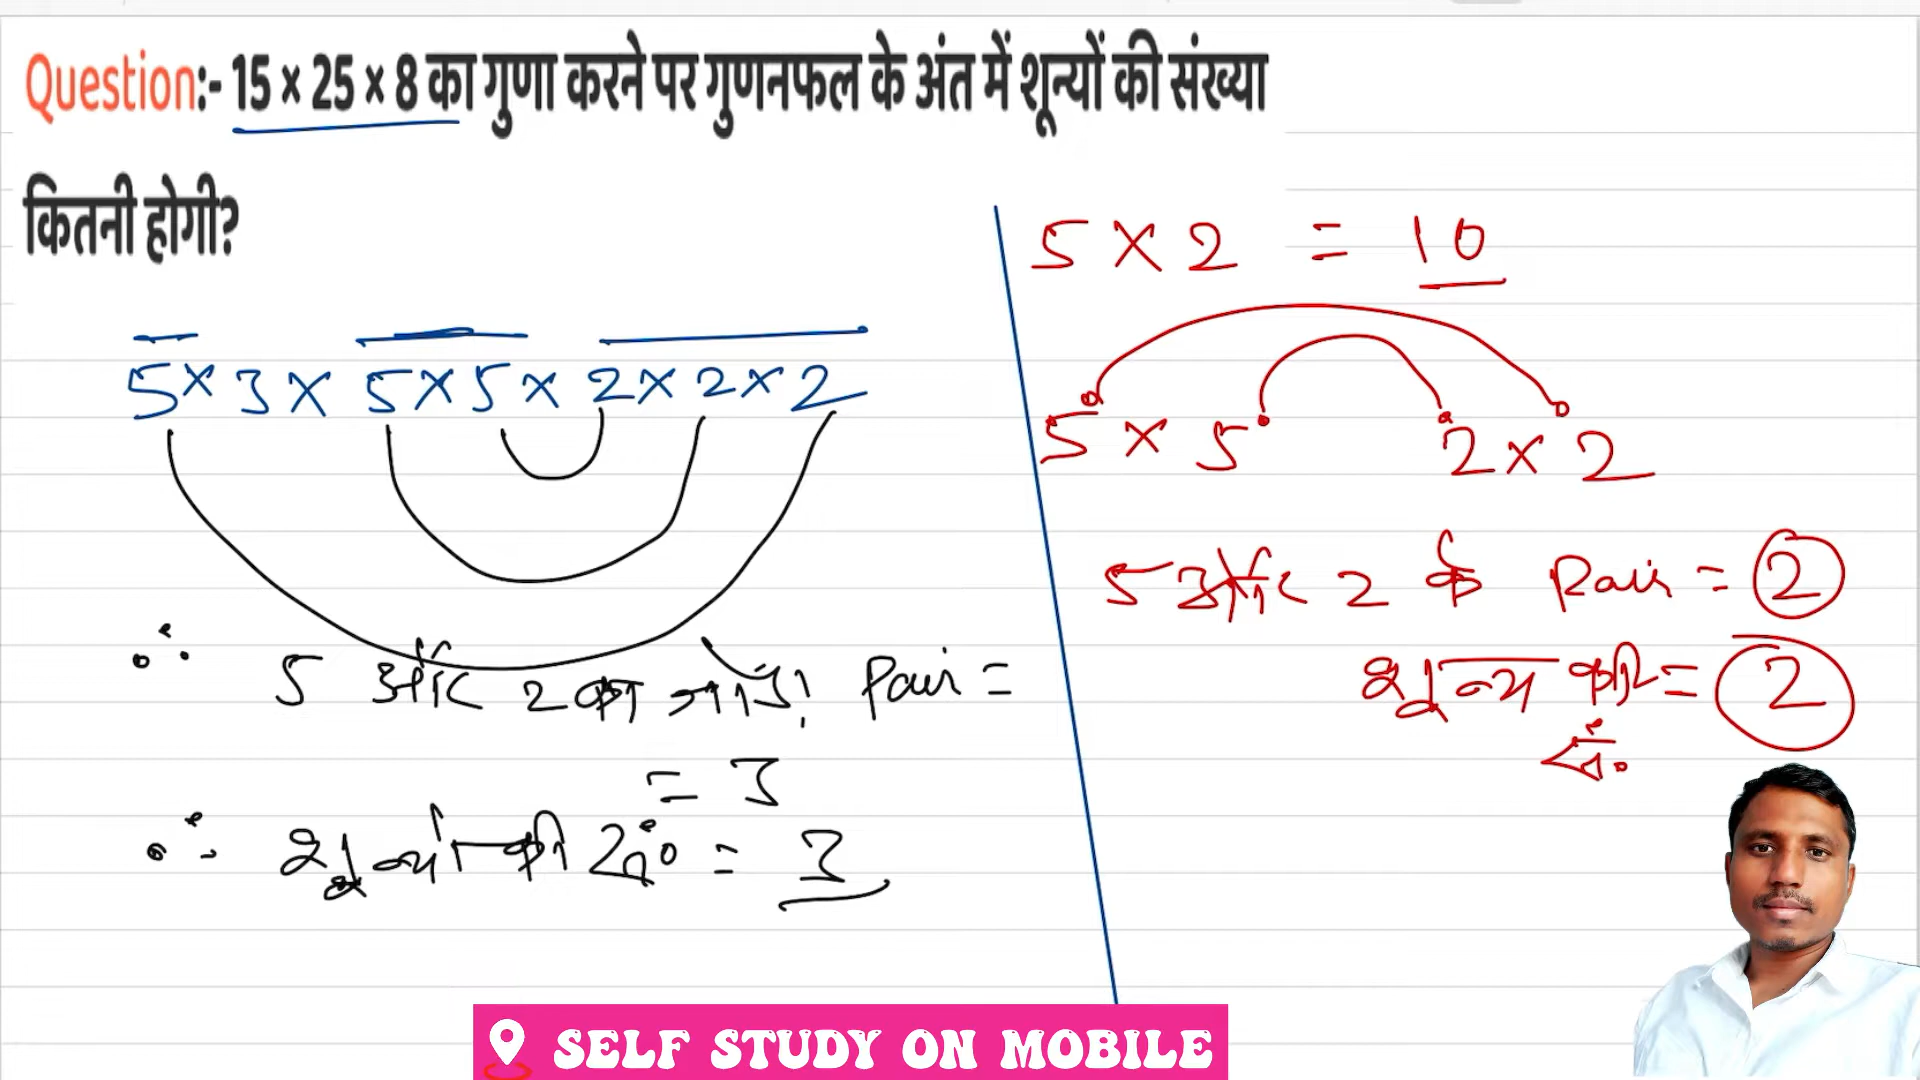 Question:- 15 × 25 × 8 का गुणा करने पर गुणनफल के अंत में शून्यों की संख्या
कितनी होगी?
5 × 3 × 5 × 5 × 2 × 2 × 2
∴ 5 और 2 का जोड़ा Pair =
= 3
∴ शून्यों की सं० = 3
5 × 2 = 10
5 × 5 2 × 2
5 और 2 के Pair = 2
शून्य की = 2
सं.
SELF STUDY ON MOBILE